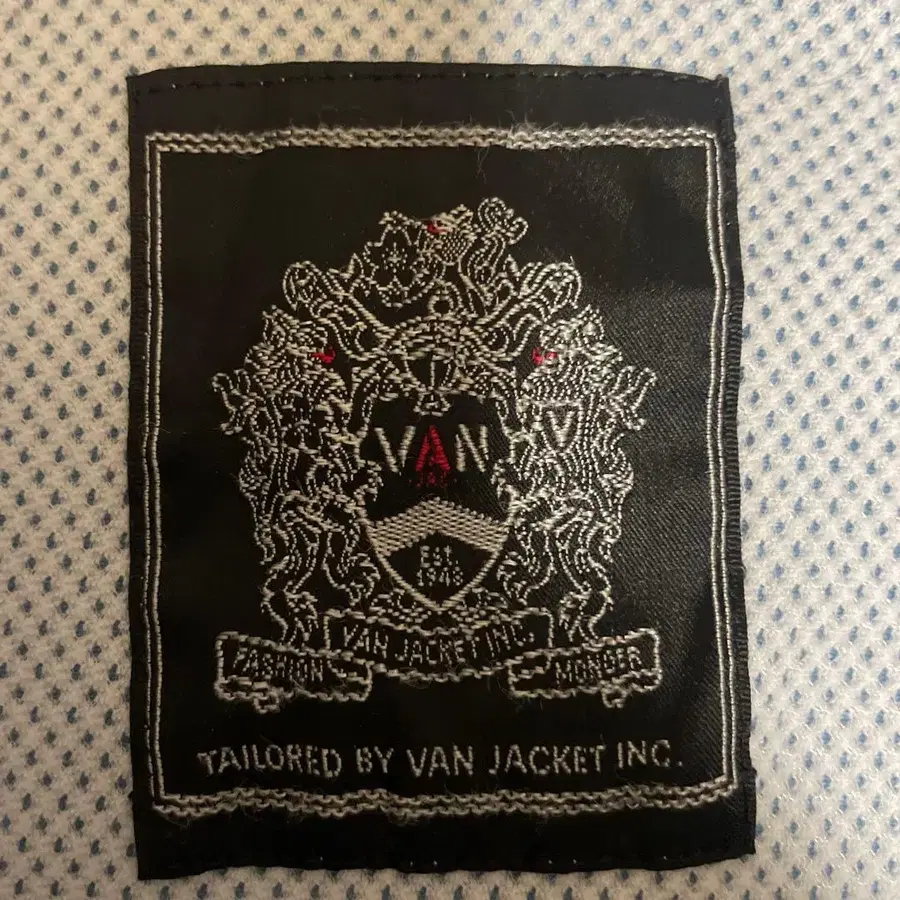 VAN
Est.
1948
VAN JACKET INC.
FASHION MONGER
TAILORED BY VAN JACKET INC.